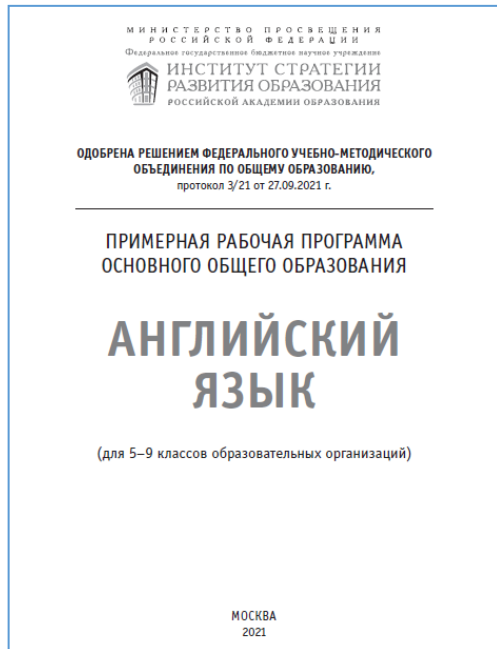 МИНИСТЕРСТВО ПРОСВЕЩЕНИЯ
РОССИЙСКОЙ ФЕДЕРАЦИИ
Федеральное государственное бюджетное научное учреждение
ИНСТИТУТ СТРАТЕГИИ
РАЗВИТИЯ ОБРАЗОВАНИЯ
РОССИЙСКОЙ АКАДЕМИИ ОБРАЗОВАНИЯ
ОДОБРЕНА РЕШЕНИЕМ ФЕДЕРАЛЬНОГО УЧЕБНО-МЕТОДИЧЕСКОГО
ОБЪЕДИНЕНИЯ ПО ОБЩЕМУ ОБРАЗОВАНИЮ,
протокол 3/21 от 27.09.2021 г.
ПРИМЕРНАЯ РАБОЧАЯ ПРОГРАММА
ОСНОВНОГО ОБЩЕГО ОБРАЗОВАНИЯ
АНГЛИЙСКИЙ
ЯЗЫК
(для 5–9 классов образовательных организаций)
МОСКВА
2021